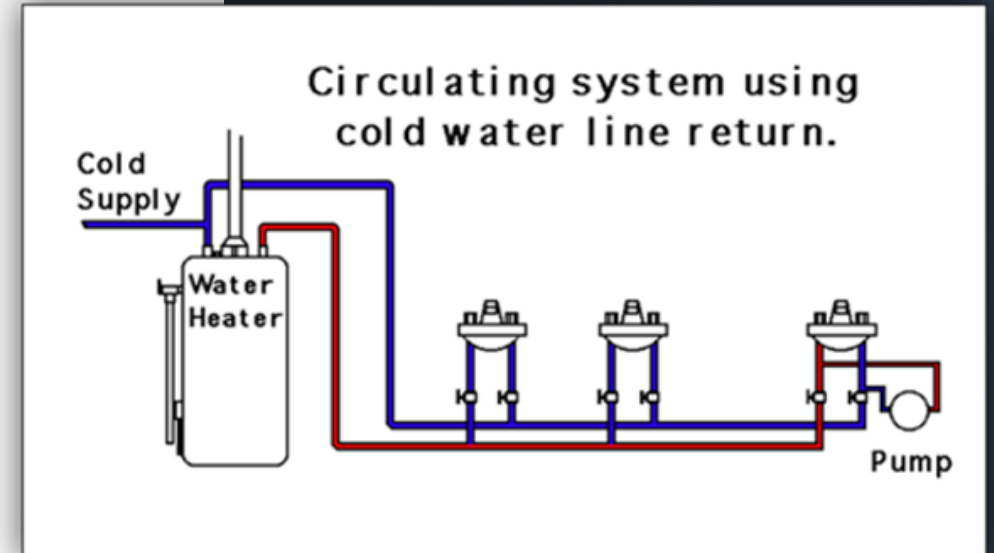 Circulating system using
cold water line return.
Cold
Supply
Water
Heater
Pump